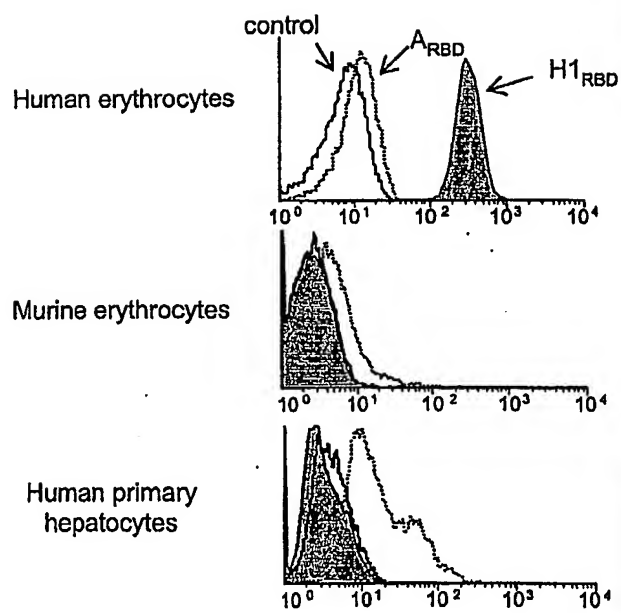 control
A_RBD
H1_RBD
Human erythrocytes
10^0 10^1 10^2 10^3 10^4
Murine erythrocytes
10^0 10^1 10^2 10^3 10^4
Human primary
hepatocytes
10^0 10^1 10^2 10^3 10^4